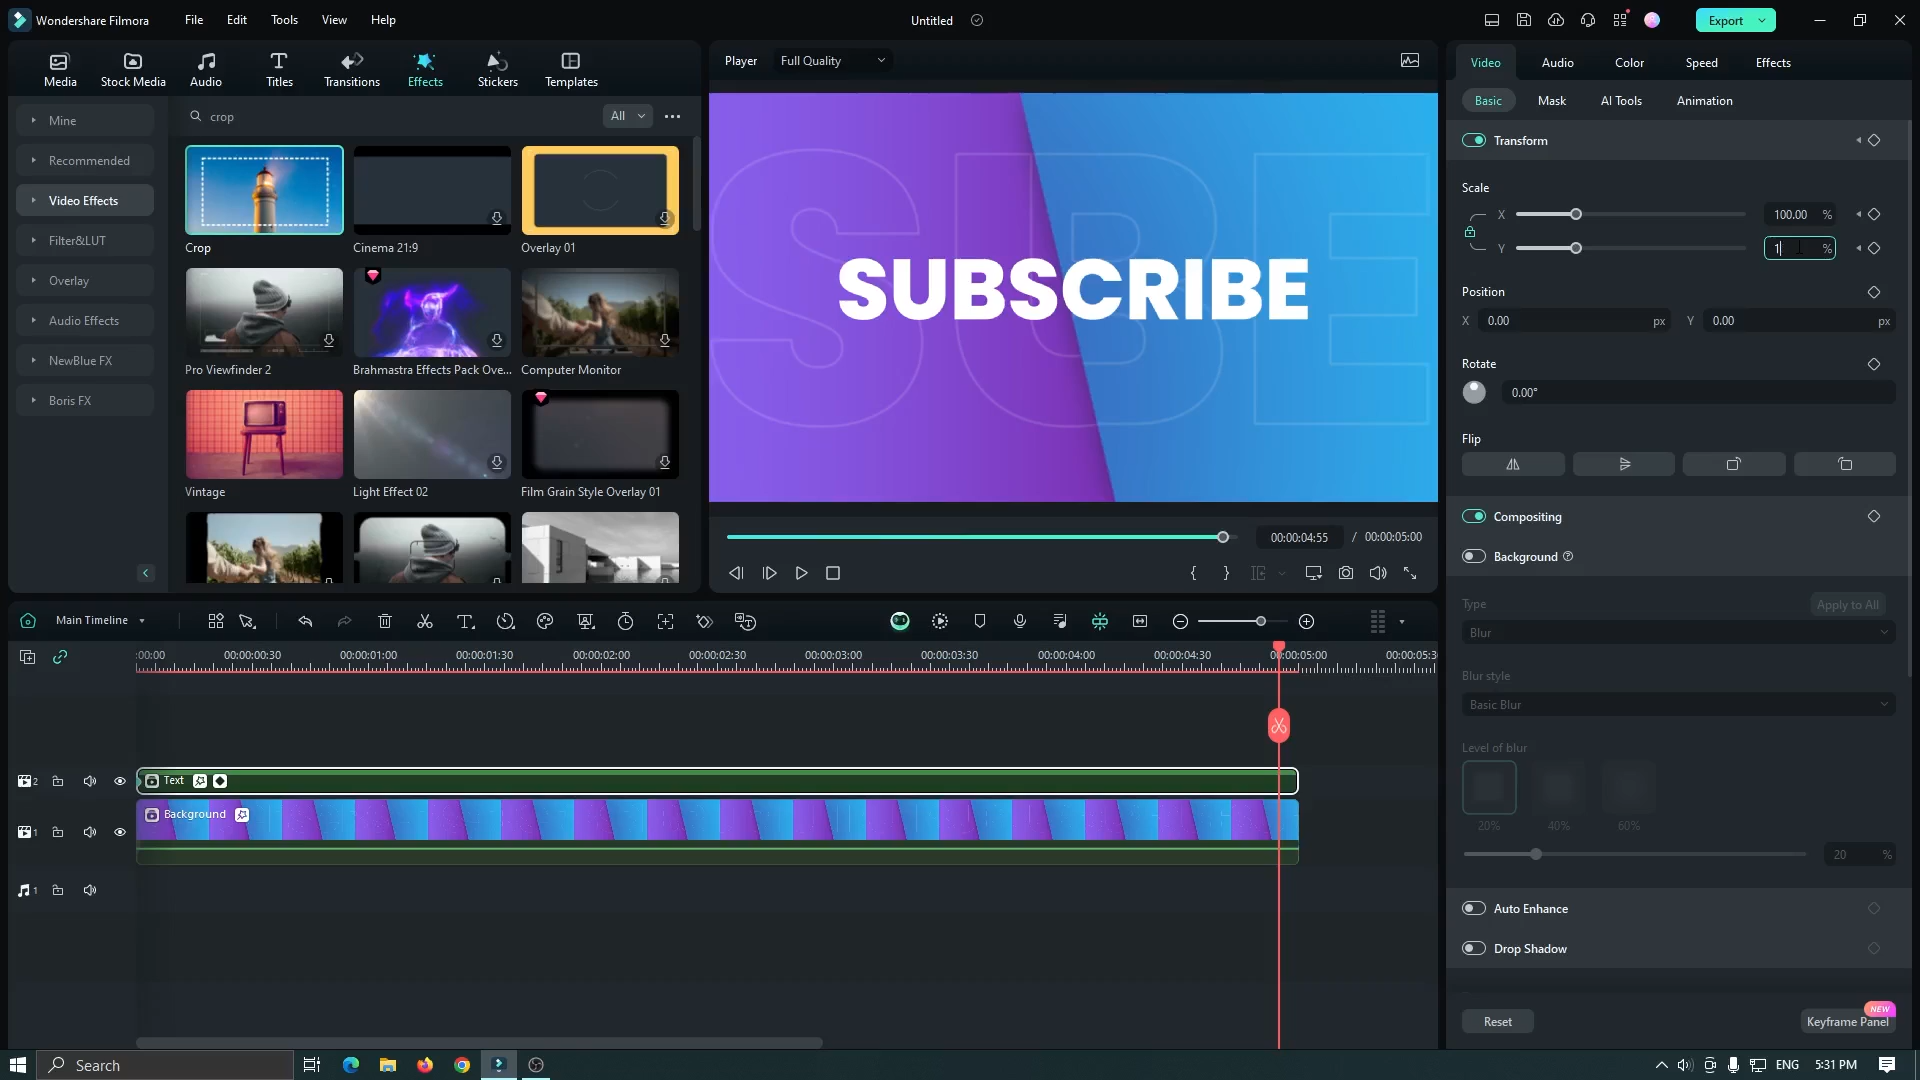 Wondershare Filmora
File
Edit
Tools
View
Help
Untitled
Export
Media
Stock Media
Audio
Titles
Transitions
Effects
Stickers
Templates
Player
Full Quality
Video
Audio
Color
Speed
Effects
Basic
Mask
AI Tools
Animation
Mine
Recommended
Video Effects
Filter&LUT
Overlay
Audio Effects
NewBlue FX
Boris FX
crop
All
Crop
Cinema 21:9
Overlay 01
Pro Viewfinder 2
Brahmastra Effects Pack Ove...
Computer Monitor
Vintage
Light Effect 02
Film Grain Style Overlay 01
SUBSCRIBE
00:00:04:55 / 00:00:05:00
Transform
Scale
X 100.00 %
Y 1 %
Position
X 0.00 px Y 0.00 px
Rotate
0.00°
Flip
Compositing
Background
Type
Apply to All
Blur
Blur style
Basic Blur
Level of blur
20% 40% 60%
20 %
Auto Enhance
Drop Shadow
Reset
NEW
Keyframe Panel
Main Timeline
:00:00 00:00:00:30 00:00:01:00 00:00:01:30 00:00:02:00 00:00:02:30 00:00:03:00 00:00:03:30 00:00:04:00 00:00:04:30 00:00:05:00 00:00:05:3
2
Text
1
Background
1
Search
ENG
5:31 PM